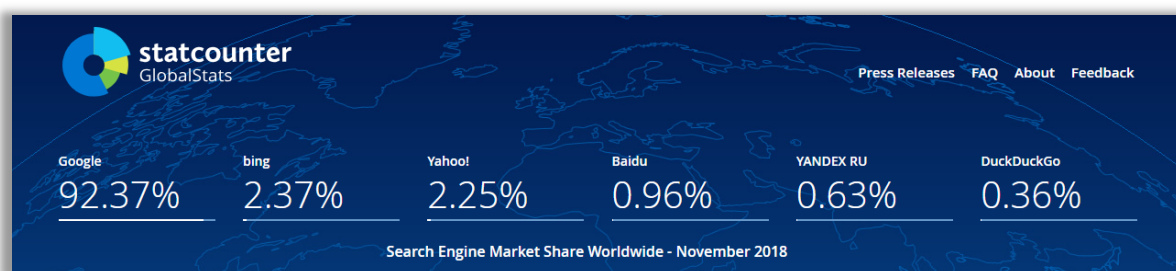 statcounter
GlobalStats
Press Releases FAQ About Feedback
Google bing Yahoo! Baidu YANDEX RU DuckDuckGo
92.37% 2.37% 2.25% 0.96% 0.63% 0.36%
Search Engine Market Share Worldwide - November 2018